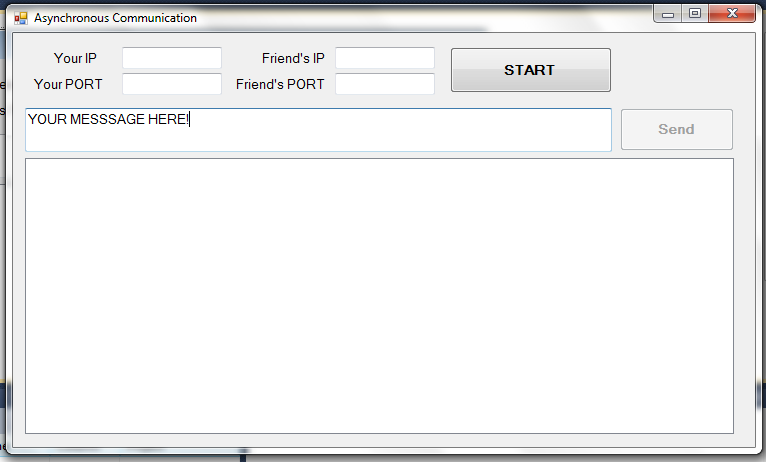 Asynchronous Communication
Your IP Friend's IP
START
Your PORT Friend's PORT
YOUR MESSSAGE HERE!
Send